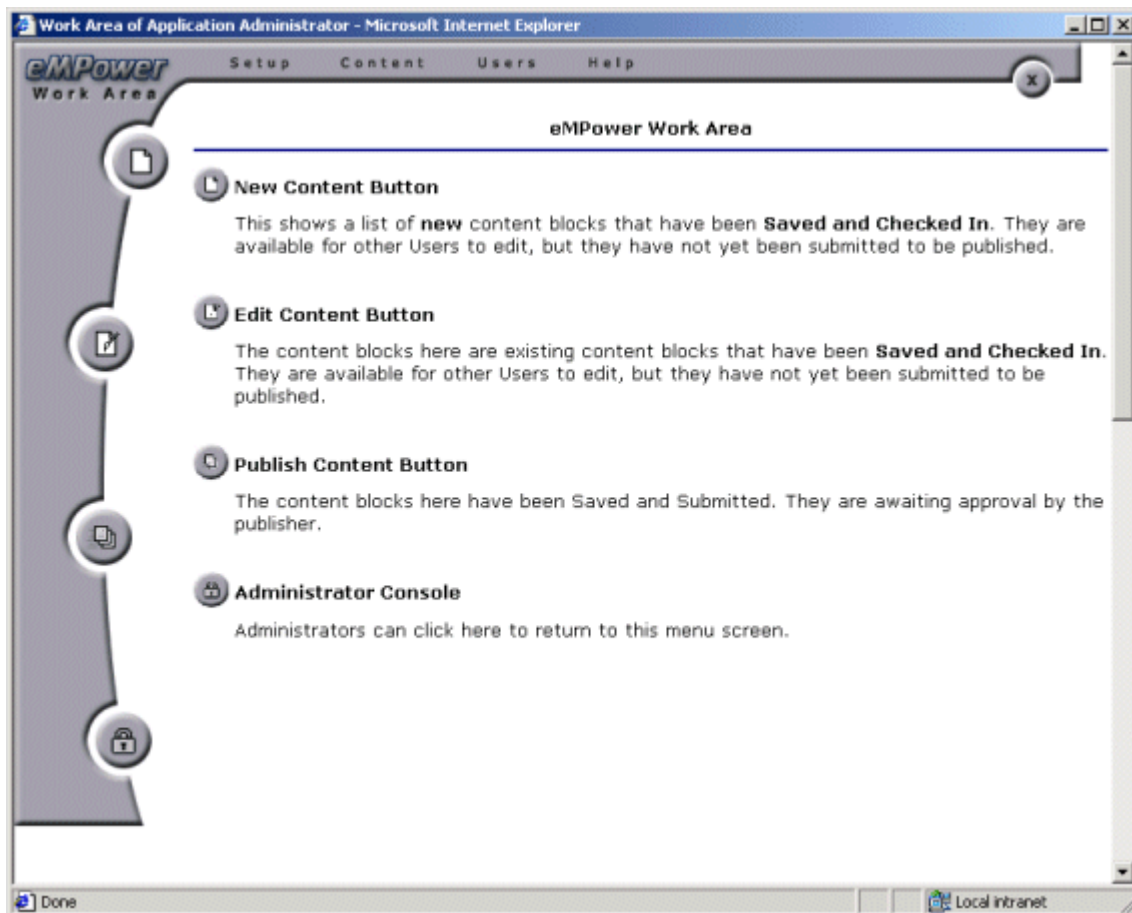 Work Area of Application Administrator - Microsoft Internet Explorer
eMPower
Work Area
Setup Content Users Help
x
eMPower Work Area
New Content Button
This shows a list of new content blocks that have been Saved and Checked In. They are
available for other Users to edit, but they have not yet been submitted to be published.
Edit Content Button
The content blocks here are existing content blocks that have been Saved and Checked In.
They are available for other Users to edit, but they have not yet been submitted to be
published.
Publish Content Button
The content blocks here have been Saved and Submitted. They are awaiting approval by the
publisher.
Administrator Console
Administrators can click here to return to this menu screen.
Done
Local intranet